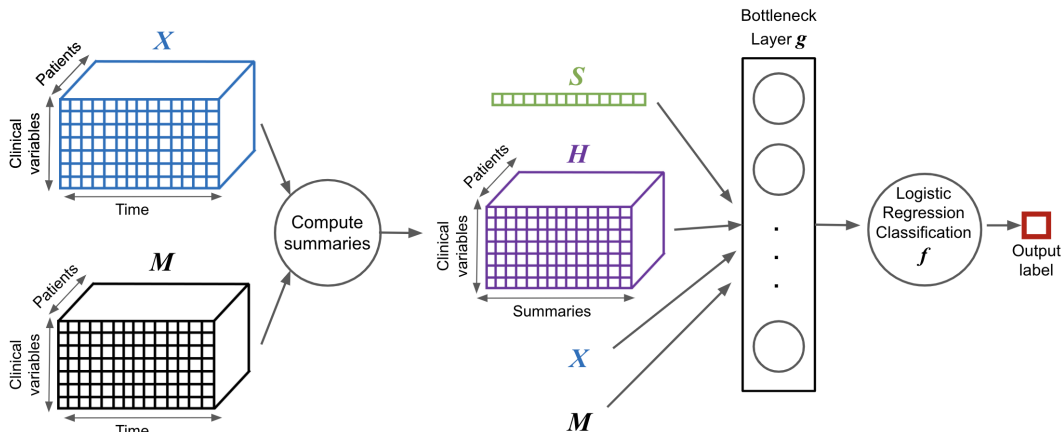 X
Patients
Clinical
variables
Time
M
Patients
Clinical
variables
Time
Compute
summaries
S
H
Patients
Clinical
variables
Summaries
X
M
Bottleneck
Layer g
.
.
.
Logistic
Regression
Classification
f
Output
label